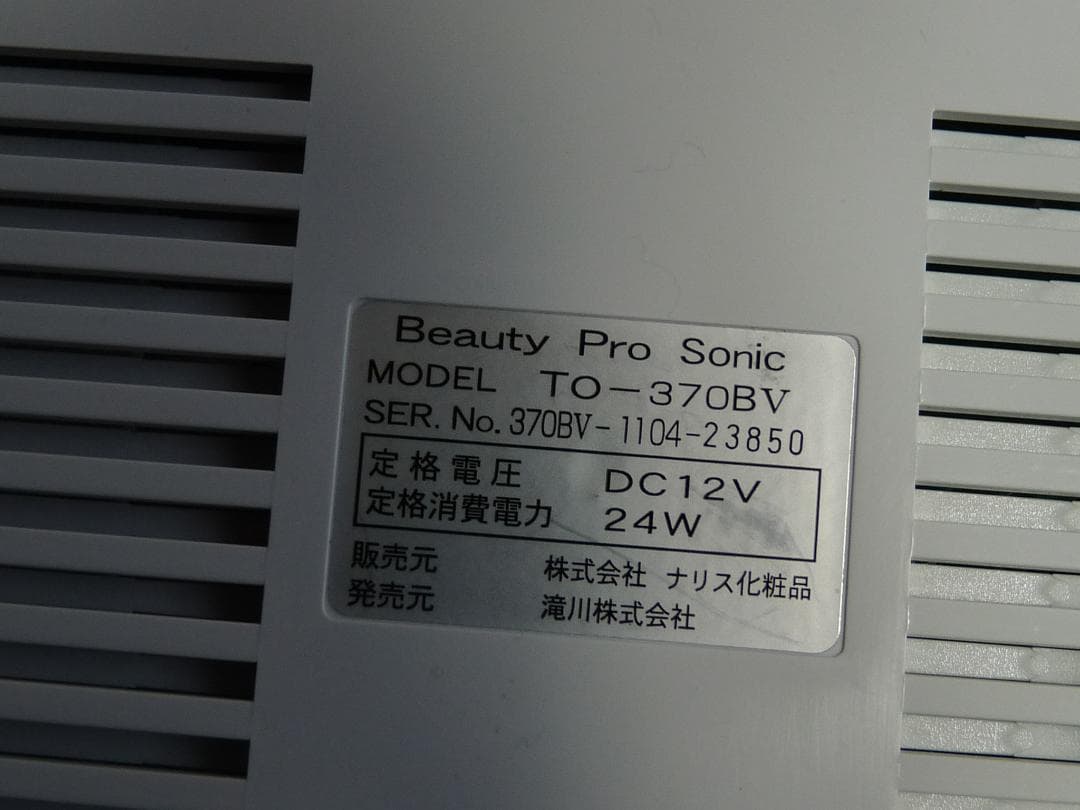 Beauty Pro Sonic
MODEL TO-370BV
SER. No. 370BV-1104-23850
定格電圧 DC12V
定格消費電力 24W
販売元 株式会社 ナリス化粧品
発売元 滝川株式会社